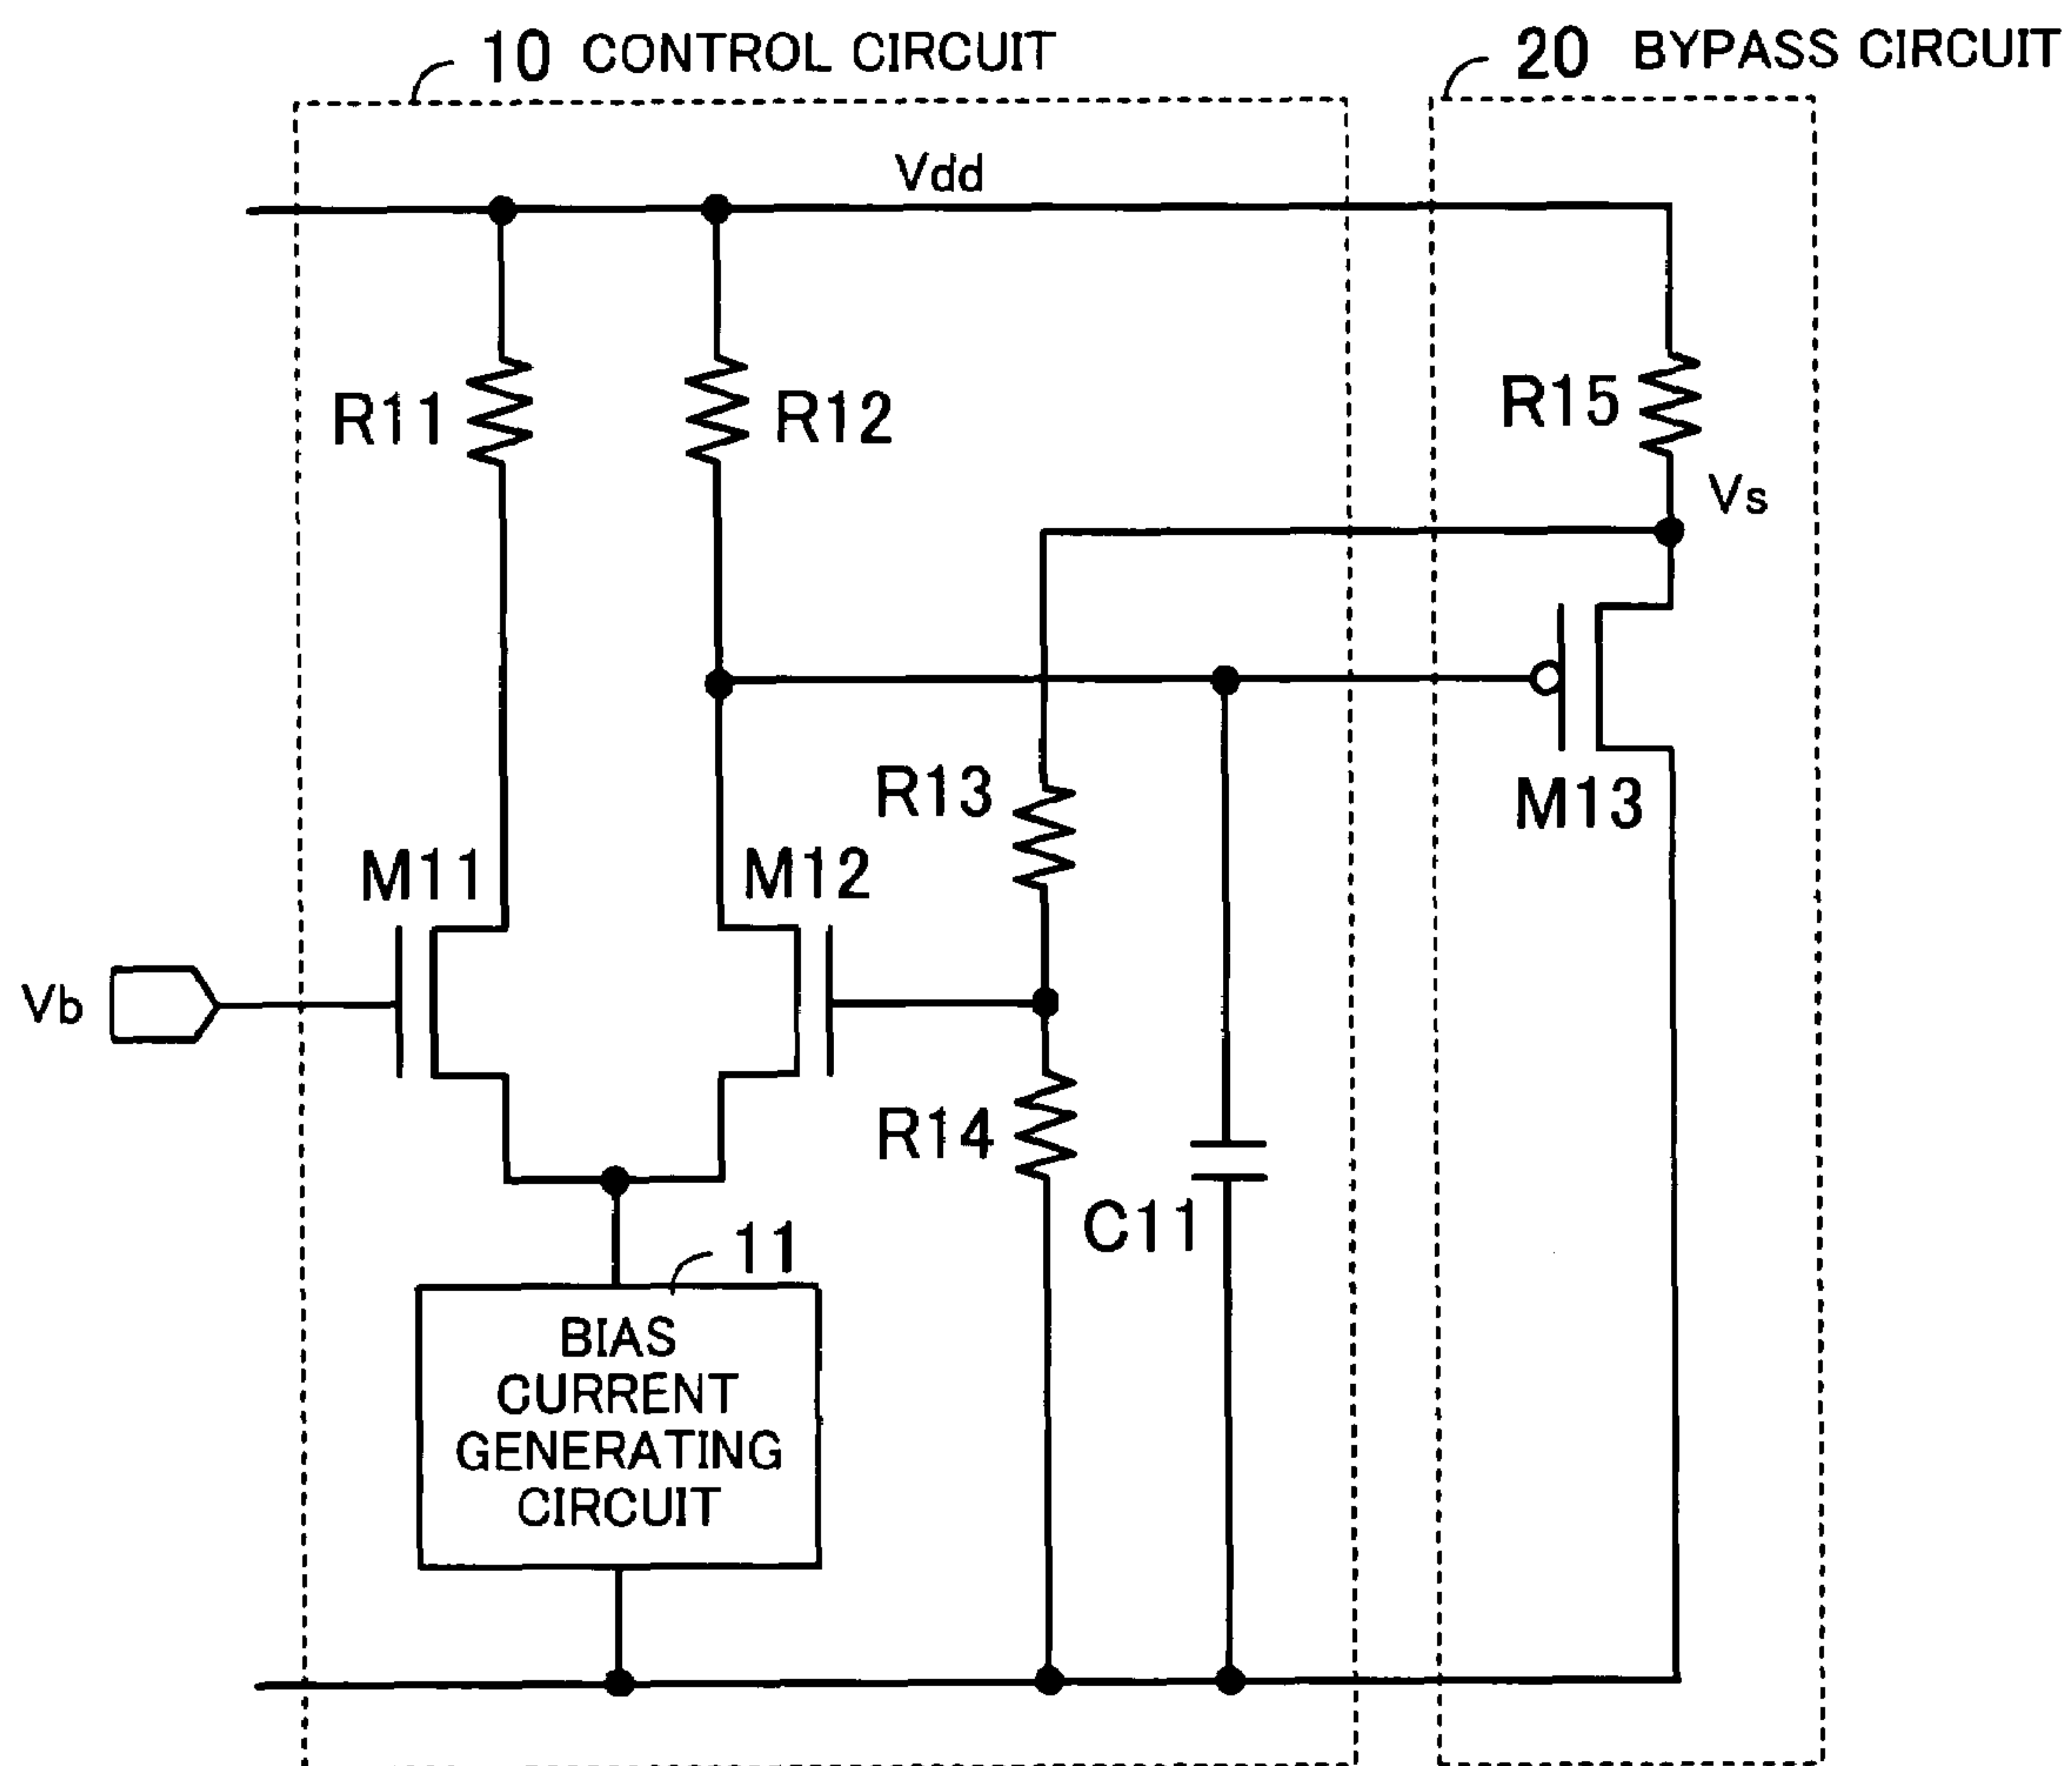 10 CONTROL CIRCUIT
20 BYPASS CIRCUIT
Vdd
R11
R12
R15
Vs
R13
M13
M11
M12
Vb
R14
C11
11
BIAS
CURRENT
GENERATING
CIRCUIT